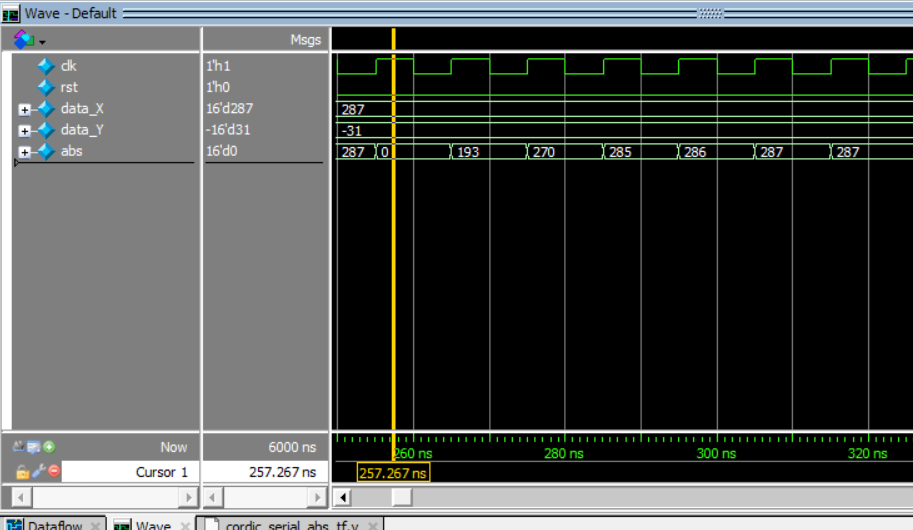 Wave - Default
Msgs
clk 1'h1
rst 1'h0
data_X 16'd287 287
data_Y -16'd31 -31
abs 16'd0 287 0 193 270 285 286 287 287
Now 6000 ns 260 ns 280 ns 300 ns 320 ns
Cursor 1 257.267 ns 257.267 ns
Dataflow Wave cordic_serial_abs_tf.v